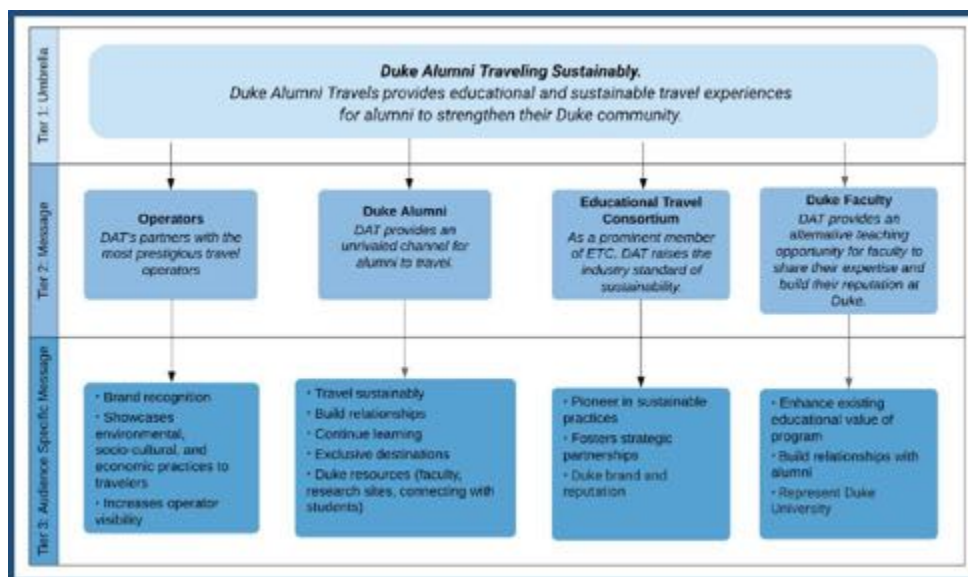 Tier 1: Umbrella
Duke Alumni Traveling Sustainably.
Duke Alumni Travels provides educational and sustainable travel experiences
for alumni to strengthen their Duke community.
Tier 2: Message
Operators
DAT's partners with the
most prestigious travel
operators
Duke Alumni
DAT provides an
unrivaled channel for
alumni to travel.
Educational Travel
Consortium
As a prominent member
of ETC, DAT raises the
industry standard of
sustainability.
Duke Faculty
DAT provides an
alternative teaching
opportunity for faculty to
share their expertise and
build their reputation at
Duke.
Tier 3: Audience Specific Message
· Brand recognition
· Showcases
environmental,
socio-cultural, and
economic practices to
travelers
· Increases operator
visibility
· Travel sustainably
· Build relationships
· Continue learning
· Exclusive destinations
· Duke resources (faculty,
research sites, connecting with
students)
· Pioneer in sustainable
practices
· Fosters strategic
partnerships
· Duke brand and
reputation
· Enhance existing
educational value of
program
· Build relationships with
alumni
· Represent Duke
University